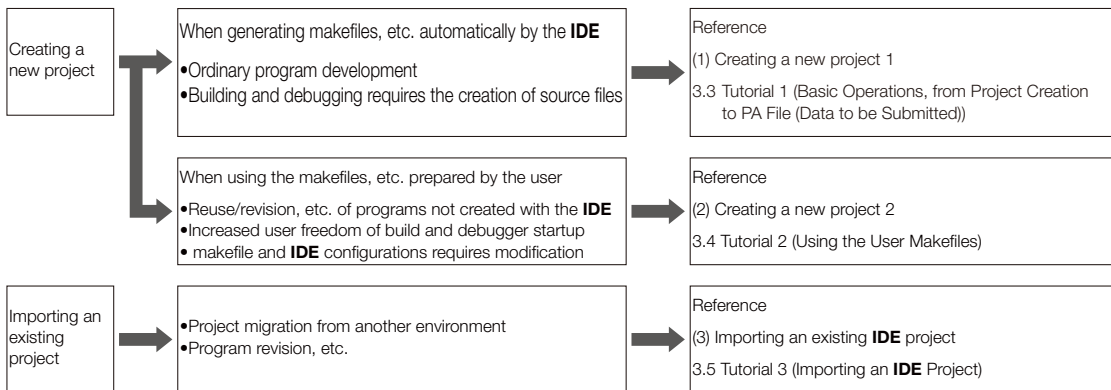 Creating a
new project
When generating makefiles, etc. automatically by the IDE
•Ordinary program development
•Building and debugging requires the creation of source files
Reference
(1) Creating a new project 1
3.3 Tutorial 1 (Basic Operations, from Project Creation
to PA File (Data to be Submitted))
When using the makefiles, etc. prepared by the user
•Reuse/revision, etc. of programs not created with the IDE
•Increased user freedom of build and debugger startup
• makefile and IDE configurations requires modification
Reference
(2) Creating a new project 2
3.4 Tutorial 2 (Using the User Makefiles)
Importing an
existing
project
•Project migration from another environment
•Program revision, etc.
Reference
(3) Importing an existing IDE project
3.5 Tutorial 3 (Importing an IDE Project)